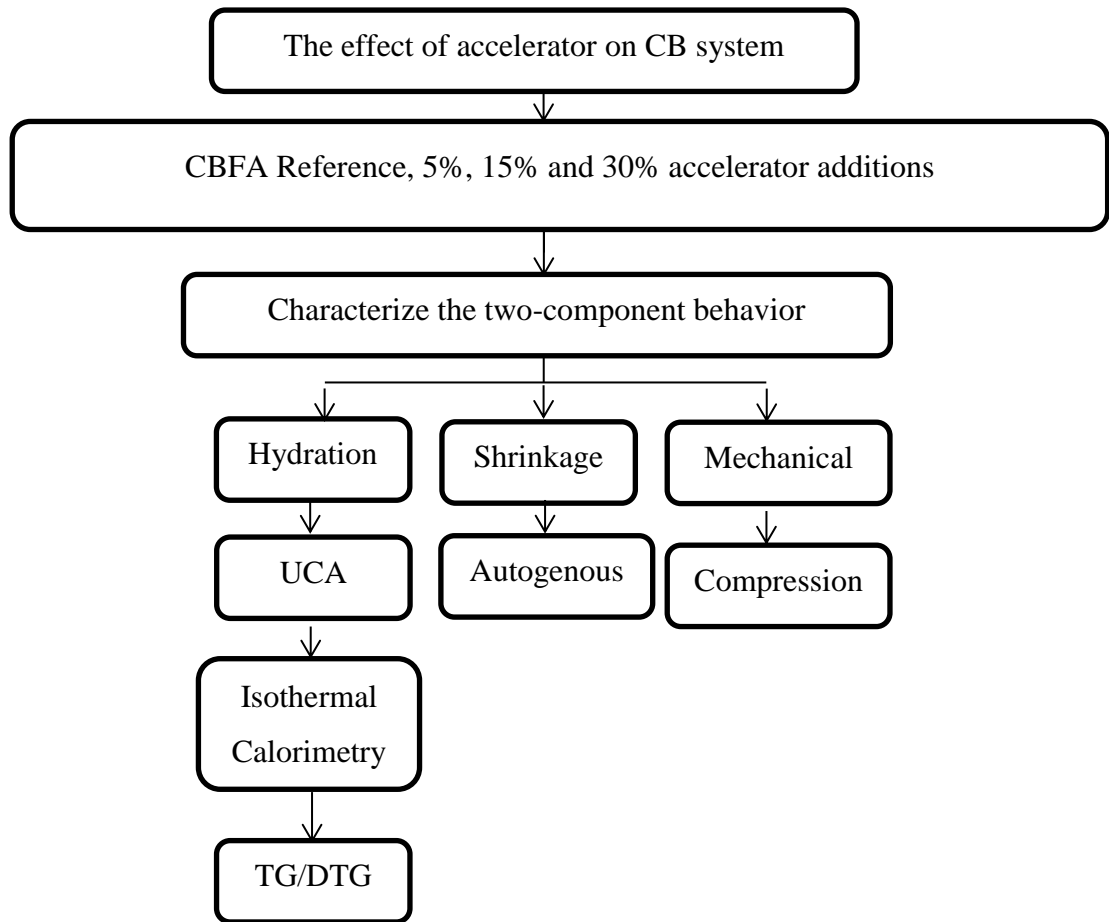 The effect of accelerator on CB system
CBFA Reference, 5%, 15% and 30% accelerator additions
Characterize the two-component behavior
Hydration
Shrinkage
Mechanical
UCA
Autogenous
Compression
Isothermal
Calorimetry
TG/DTG